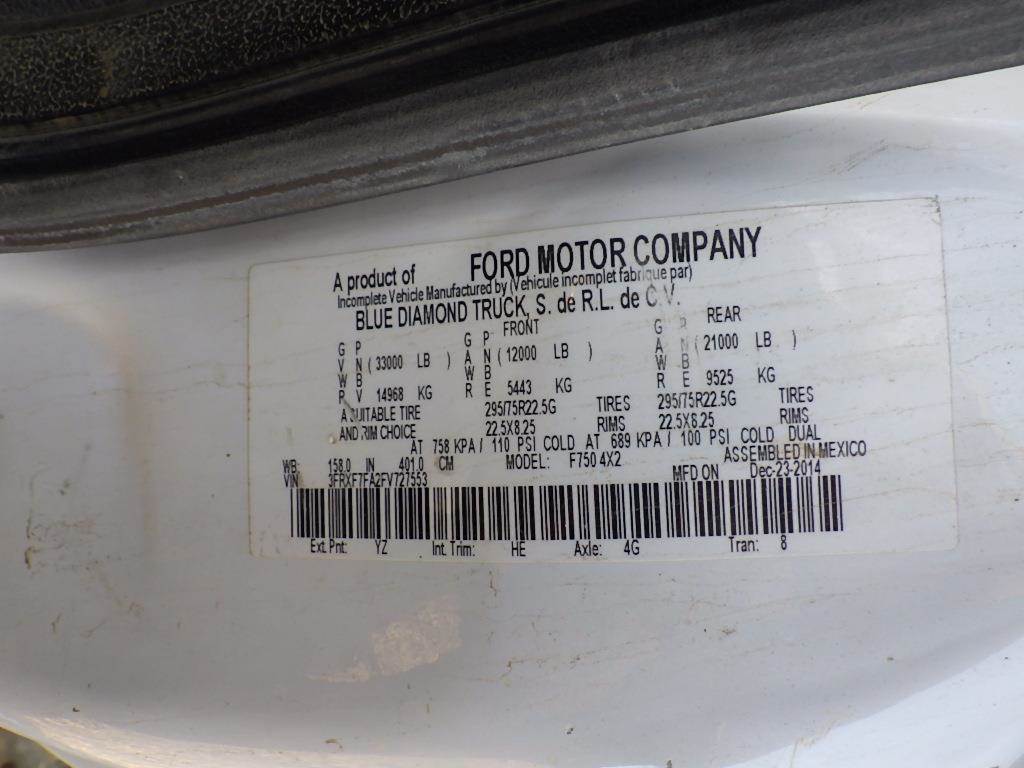 A product of FORD MOTOR COMPANY
Incomplete Vehicle Manufactured by (Vehicule incomplet fabrique par)
BLUE DIAMOND TRUCK, S. de R.L. de C.V.
FRONT REAR
G P G P G P
V N ( 33000 LB ) A N ( 12000 LB ) A N ( 21000 LB )
W B W B W B
R V 14968 KG R E 5443 KG R E 9525 KG
A SUITABLE TIRE 295/75R22.5G TIRES 295/75R22.5G TIRES
AND RIM CHOICE 22.5X8.25 RIMS 22.5X8.25 RIMS
AT 758 KPA / 110 PSI COLD AT 689 KPA / 100 PSI COLD DUAL
WB: 158.0 IN 401.0 CM MODEL: F750 4X2 ASSEMBLED IN MEXICO
VIN 3FRXF7FA2FV727553 MFD ON Dec-23-2014
Ext Pnt: YZ Int. Trim: HE Axle: 4G Tran: 8